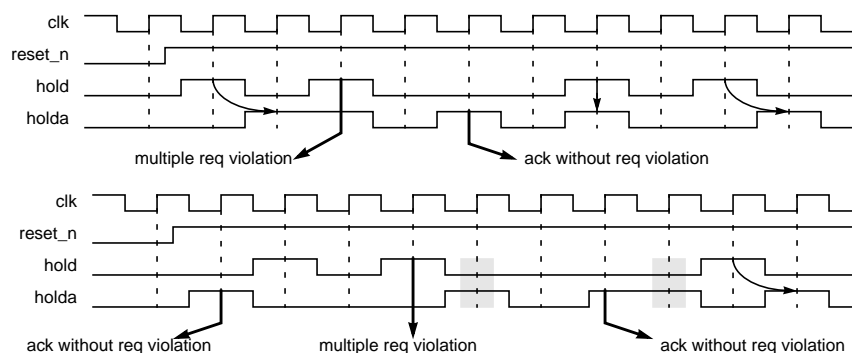 clk
reset_n
hold
holda
multiple req violation
ack without req violation
clk
reset_n
hold
holda
ack without req violation
multiple req violation
ack without req violation